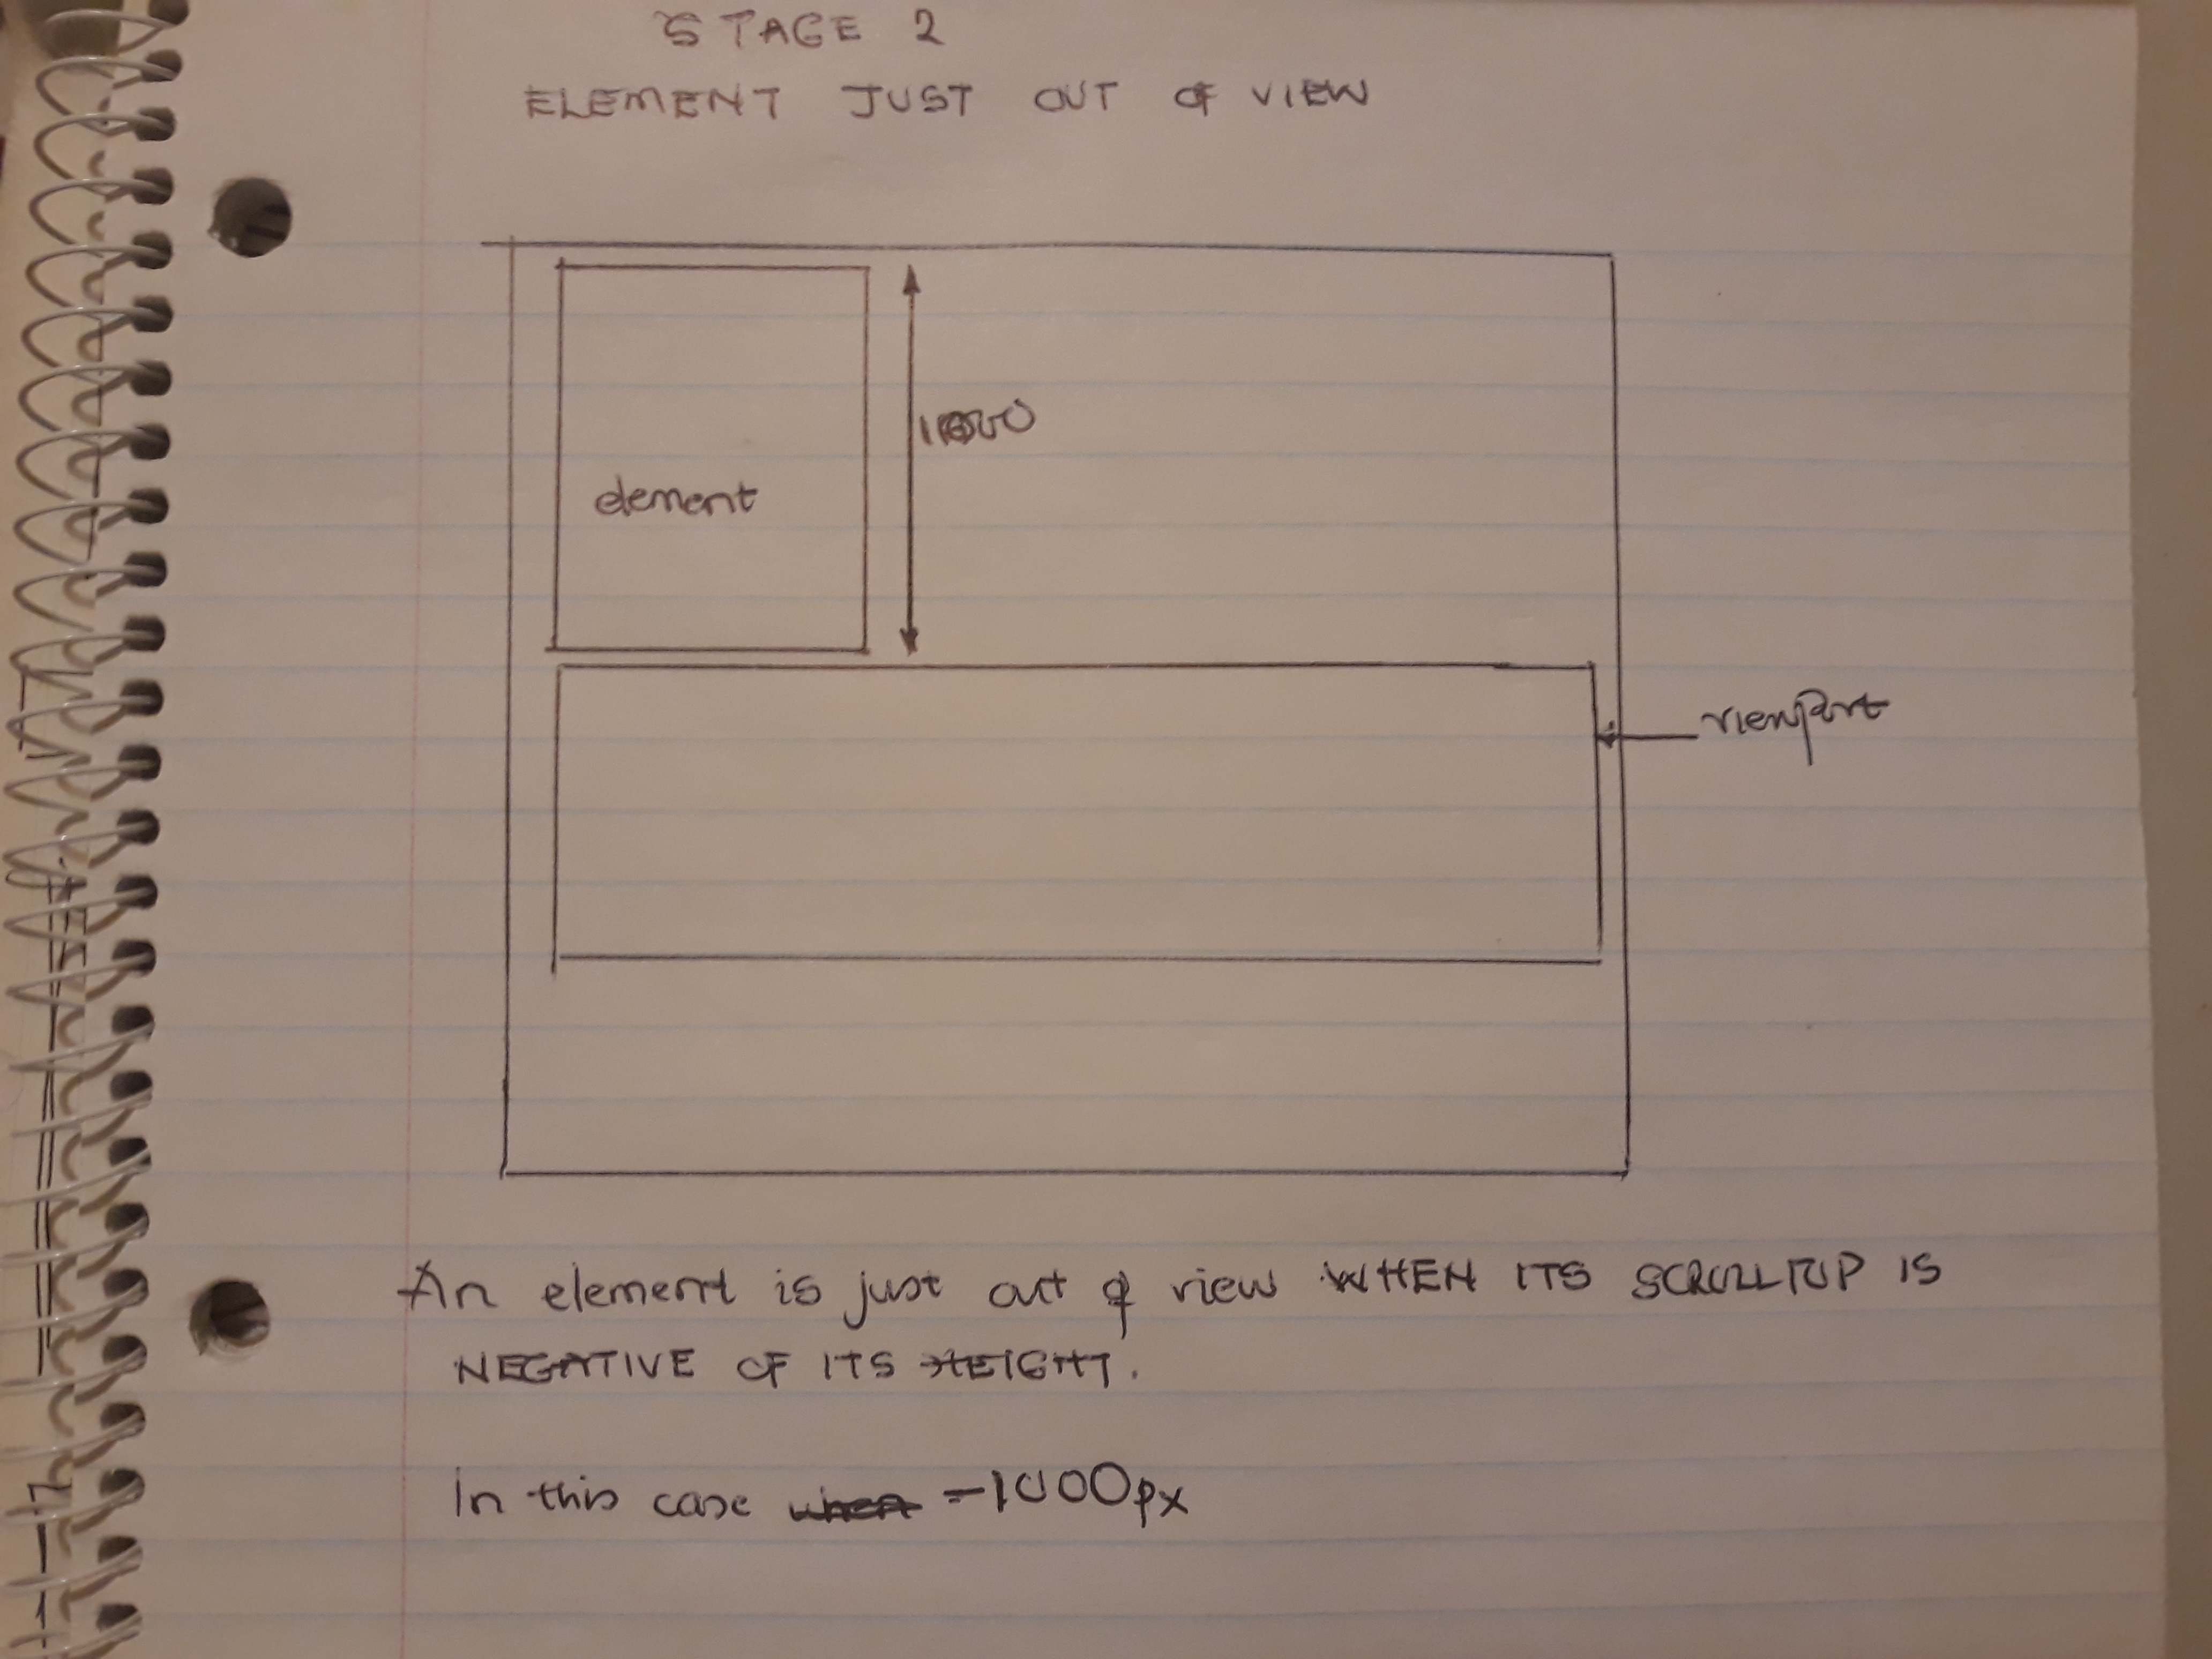 STAGE 2
ELEMENT JUST OUT OF VIEW
1000
element
viewport
An element is just out of view WHEN ITS SCROLLTOP IS
NEGATIVE OF ITS HEIGHT.
In this case when -1000px